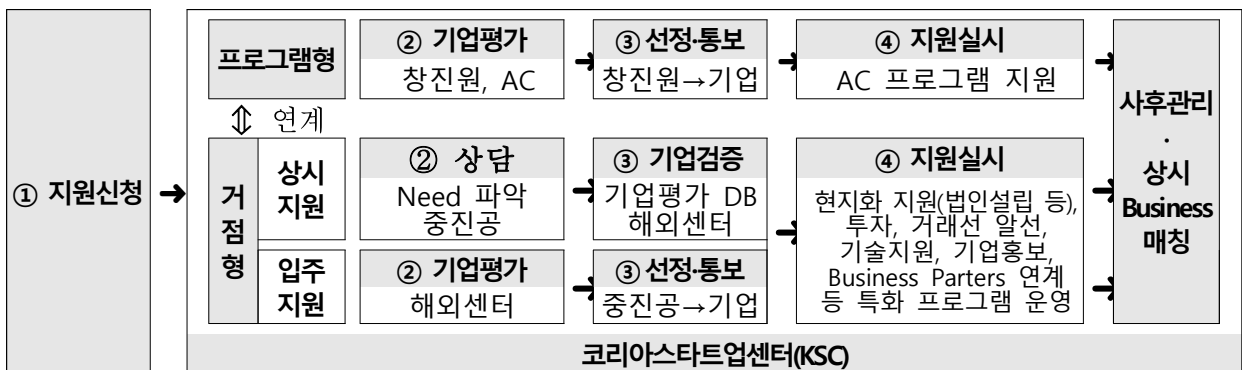 ① 지원신청
프로그램형
② 기업평가
창진원, AC
③ 선정·통보
창진원→기업
④ 지원실시
AC 프로그램 지원
⇕ 연계
거
점
형
상시
지원
② 상담
Need 파악
중진공
③ 기업검증
기업평가 DB
해외센터
입주
지원
② 기업평가
해외센터
③ 선정·통보
중진공→기업
④ 지원실시
현지화 지원(법인설립 등),
투자, 거래선 알선,
기술지원, 기업홍보,
Business Parters 연계
등 특화 프로그램 운영
사후관리
·
상시
Business
매칭
코리아스타트업센터(KSC)